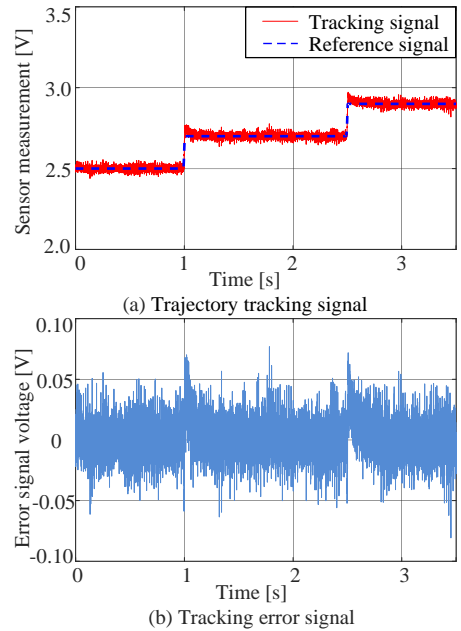 3.5
Tracking signal
Reference signal
3.0
2.5
2.0
Sensor measurement [V]
0
1
2
3
Time [s]
(a) Trajectory tracking signal
0.10
0.05
0
-0.05
-0.10
Error signal voltage [V]
0
1
2
3
Time [s]
(b) Tracking error signal